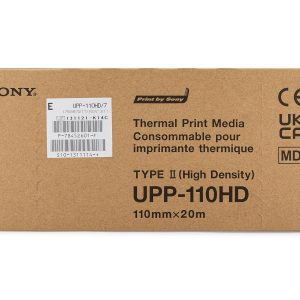 SONY
E
UPP-110HD/7
Print by Sony
Thermal Print Media
Consommable pour
imprimante thermique
TYPE II (High Density)
UPP-110HD
110mm×20m
CE
UK
CA
MD